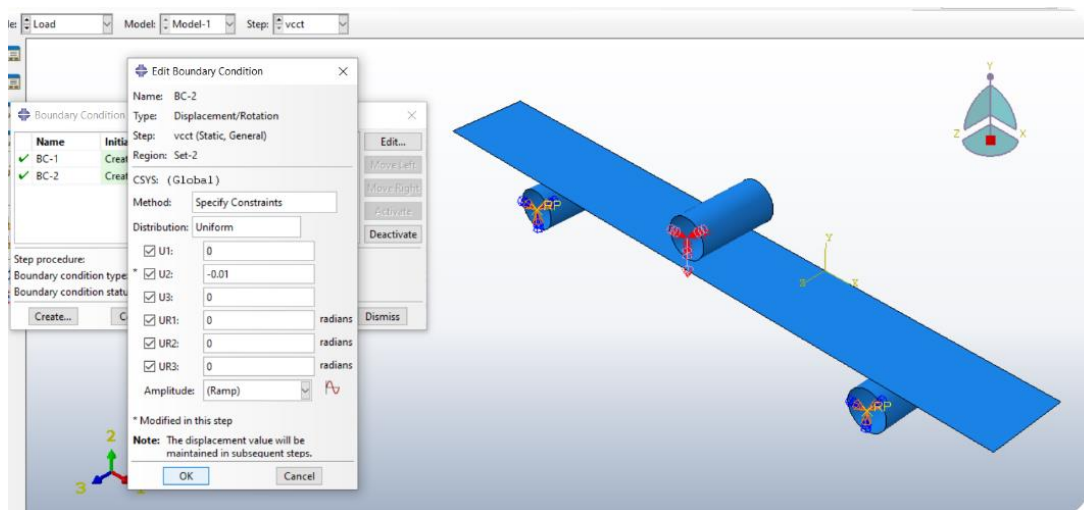 le: Load Model: Model-1 Step: vcct
Edit Boundary Condition
Name: BC-2
Type: Displacement/Rotation
Step: vcct (Static, General)
Region: Set-2
CSYS: (Global)
Method: Specify Constraints
Distribution: Uniform
U1: 0
* U2: -0.01
U3: 0
UR1: 0 radians
UR2: 0 radians
UR3: 0 radians
Amplitude: (Ramp)
* Modified in this step
Note: The displacement value will be
maintained in subsequent steps.
OK Cancel
Boundary Condition
Name Initia
BC-1 Creat
BC-2 Creat
Edit...
Move Left
Move Right
Activate
Deactivate
Step procedure:
Boundary condition type
Boundary condition statu
Create... C Dismiss
RP
RP
Y
Z X
Y
Z X
2
3